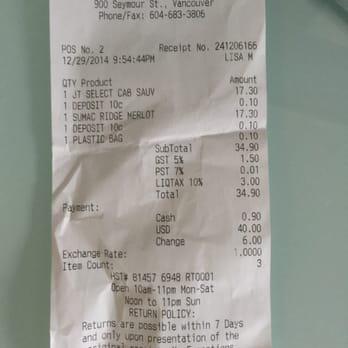 900 Seymour St., Vancouver
Phone/Fax: 604-683-3806
POS No. 2 Receipt No. 241206166
12/29/2014 9:54:44PM LISA M
QTY Product Amount
1 JT SELECT CAB SAUV 17.30
1 DEPOSIT 10c 0.10
1 SUMAC RIDGE MERLOT 17.30
1 DEPOSIT 10c 0.10
1 PLASTIC BAG 0.10
SubTotal 34.90
GST 5% 1.50
PST 7% 0.01
LIQTAX 10% 3.00
Total 34.90
Payment:
Cash 0.90
USD 40.00
Change 6.00
Exchange Rate: 1.0000
Item Count: 3
HST# 81457 6948 RT0001
Open 10am-11pm Mon-Sat
Noon to 11pm Sun
RETURN POLICY:
Returns are possible within 7 Days
and only upon presentation of the
original